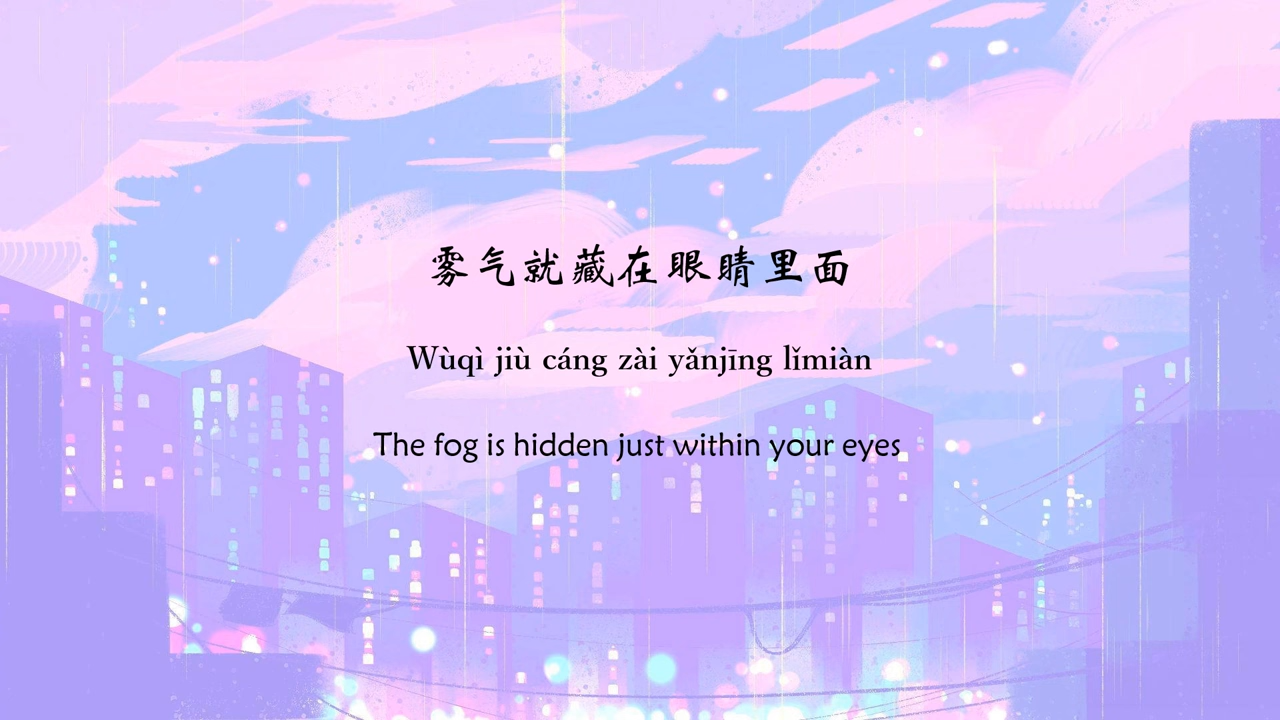 雾气就藏在眼睛里面
Wùqì jiù cáng zài yǎnjīng lǐmiàn
The fog is hidden just within your eyes